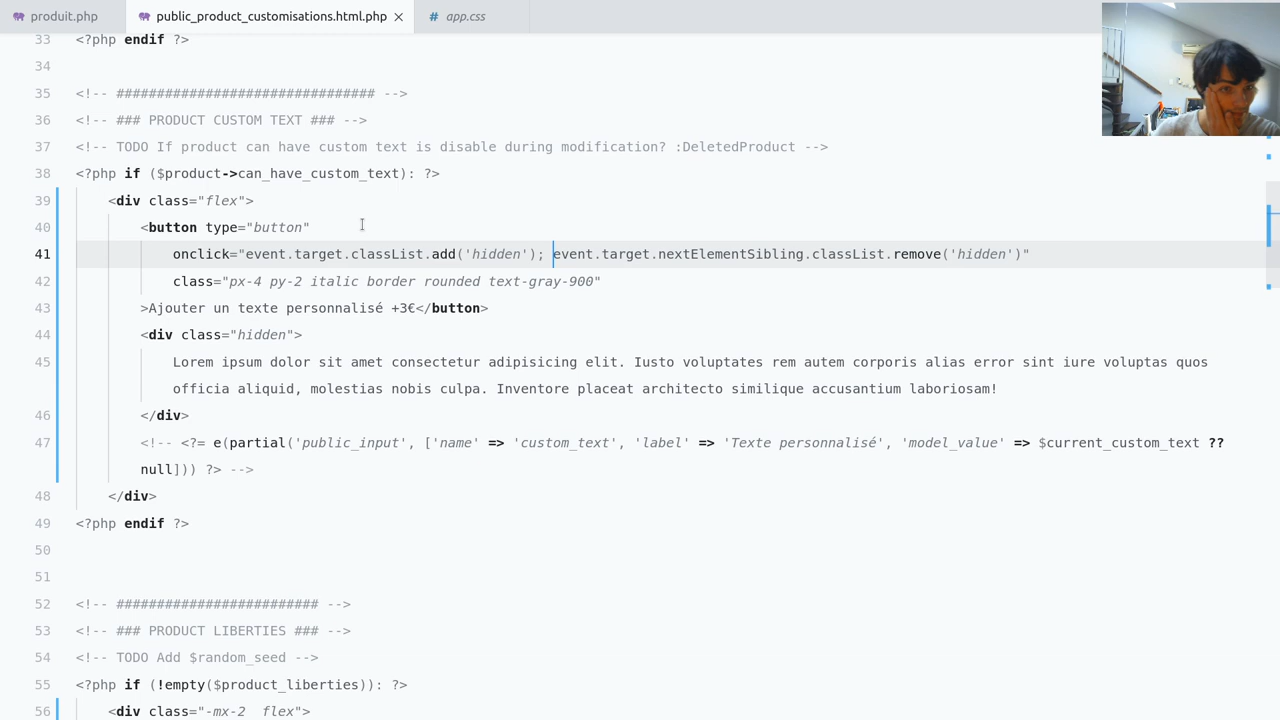 produit.php
public_product_customisations.html.php
app.css
33 <?php endif ?>
34
35 <!-- ################################ -->
36 <!-- ### PRODUCT CUSTOM TEXT ### -->
37 <!-- TODO If product can have custom text is disable during modification? :DeletedProduct -->
38 <?php if ($product->can_have_custom_text): ?>
39 <div class="flex">
40 <button type="button"
41 onclick="event.target.classList.add('hidden'); event.target.nextElementSibling.classList.remove('hidden')"
42 class="px-4 py-2 italic border rounded text-gray-900"
43 >Ajouter un texte personnalisé +3€</button>
44 <div class="hidden">
45 Lorem ipsum dolor sit amet consectetur adipisicing elit. Iusto voluptates rem autem corporis alias error sint iure voluptas quos
officia aliquid, molestias nobis culpa. Inventore placeat architecto similique accusantium laboriosam!
46 </div>
47 <!-- <?= e(partial('public_input', ['name' => 'custom_text', 'label' => 'Texte personnalisé', 'model_value' => $current_custom_text ??
null])) ?> -->
48 </div>
49 <?php endif ?>
50
51
52 <!-- ######################### -->
53 <!-- ### PRODUCT LIBERTIES ### -->
54 <!-- TODO Add $random_seed -->
55 <?php if (!empty($product_liberties)): ?>
56 <div class="-mx-2  flex">